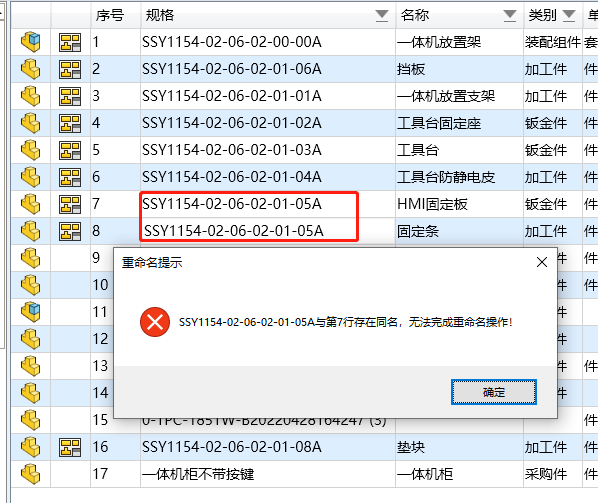 序号 规格 名称 类别 单
1 SSY1154-02-06-02-00-00A 一体机放置架 装配组件 套
2 SSY1154-02-06-02-01-06A 挡板 加工件 件
3 SSY1154-02-06-02-01-01A 一体机放置支架 加工件 件
4 SSY1154-02-06-02-01-02A 工具台固定座 钣金件 件
5 SSY1154-02-06-02-01-03A 工具台 钣金件 件
6 SSY1154-02-06-02-01-04A 工具台防静电皮 加工件 件
7 SSY1154-02-06-02-01-05A HMI固定板 钣金件 件
8 SSY1154-02-06-02-01-05A 固定条 加工件 件
9
10
11
12
13
14
15
重命名提示
SSY1154-02-06-02-01-05A与第7行存在同名，无法完成重命名操作！
确定
0-TPC-1851W-B20220428164247 (3)
16 SSY1154-02-06-02-01-08A 垫块 加工件 件
17 一体机柜不带按键 一体机柜 采购件 件